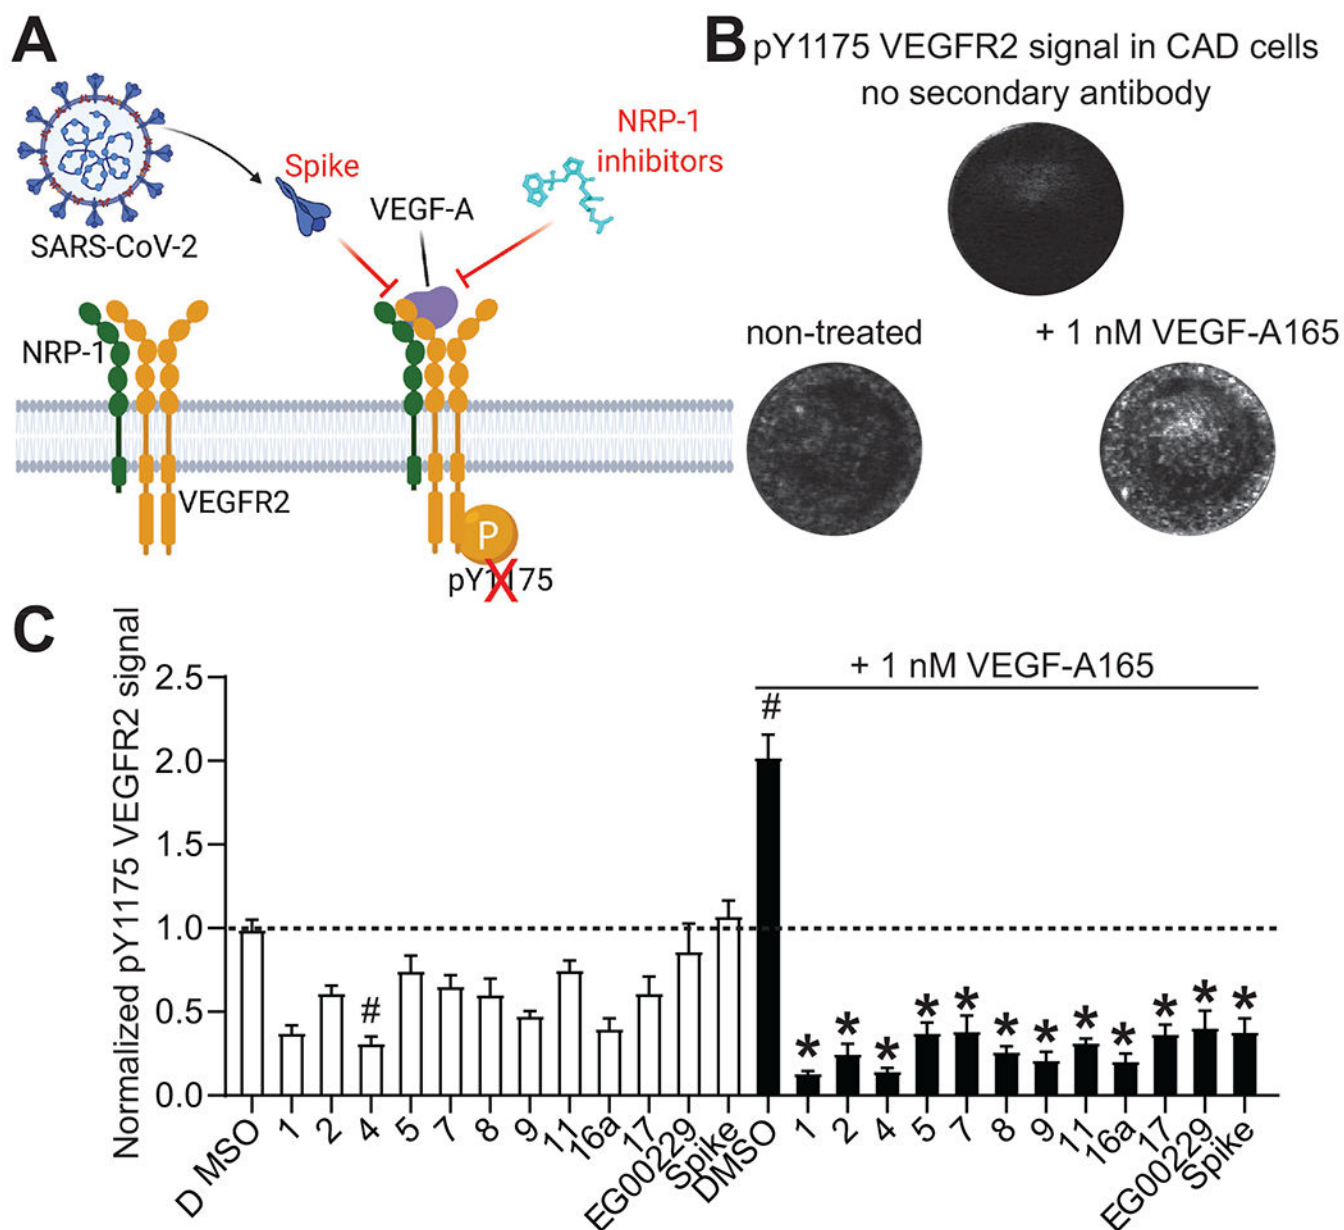 A
SARS-CoV-2
Spike
VEGF-A
NRP-1
inhibitors
NRP-1
VEGFR2
P
pY1175
X
B
pY1175 VEGFR2 signal in CAD cells
no secondary antibody
non-treated
+ 1 nM VEGF-A165
C
Normalized pY1175 VEGFR2 signal
+ 1 nM VEGF-A165
2.5
2.0
1.5
1.0
0.5
0.0
#
#
* * * * * * * * * * * *
D MSO
1
2
4
5
7
8
9
11
16a
17
EG00229
Spike
DMSO
1
2
4
5
7
8
9
11
16a
17
EG00229
Spike